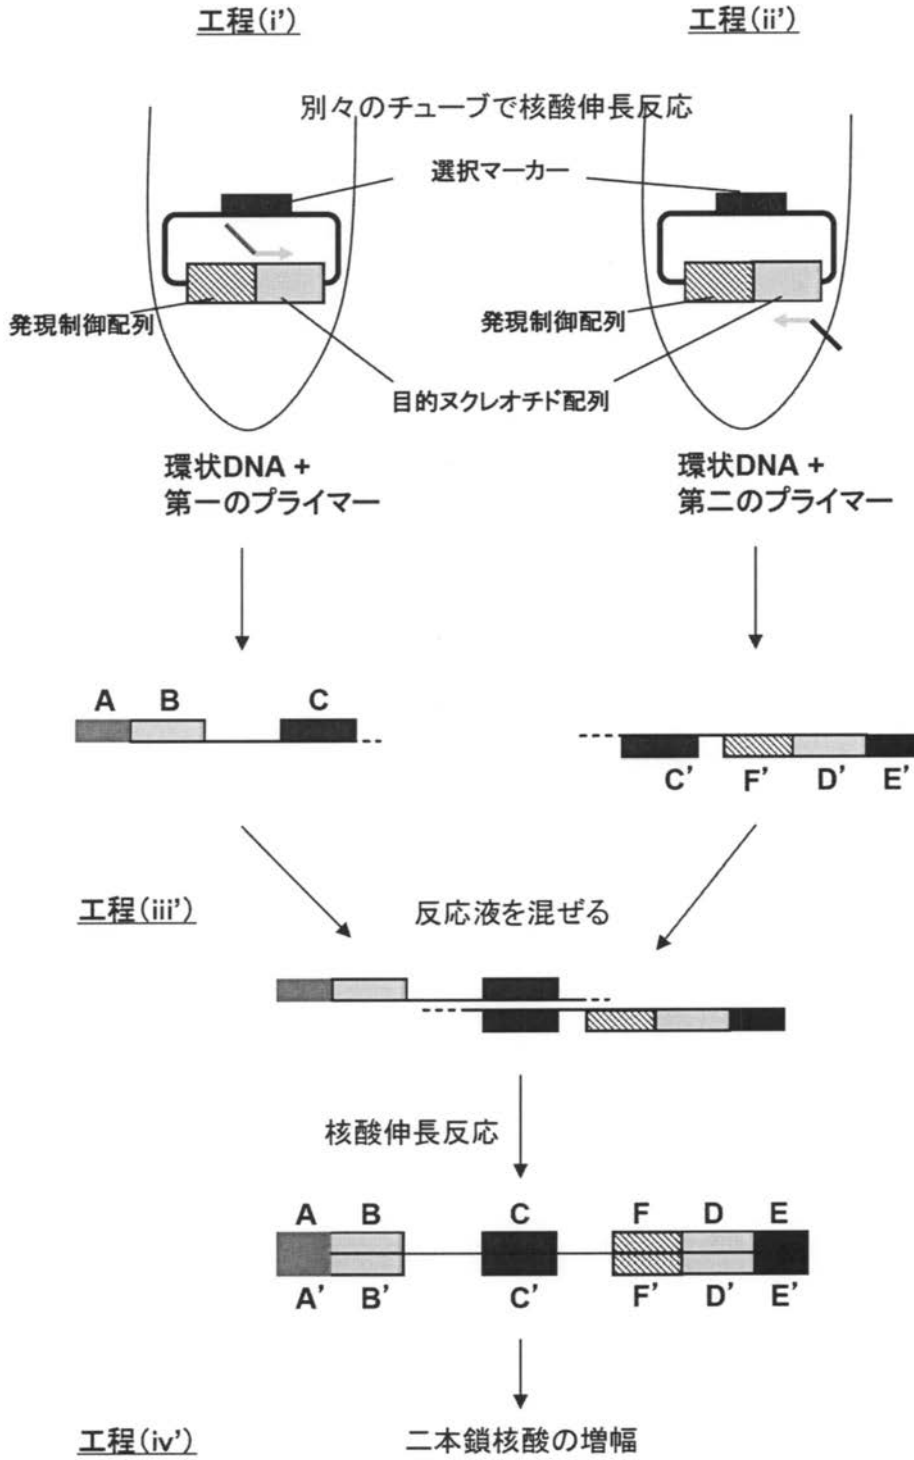 工程(i’)
工程(ii’)
別々のチューブで核酸伸長反応
選択マーカー
発現制御配列
発現制御配列
目的ヌクレオチド配列
環状DNA +
第一のプライマー
環状DNA +
第二のプライマー
A B C
C’ F’ D’ E’
工程(iii’)
反応液を混ぜる
核酸伸長反応
A B C F D E
A’ B’ C’ F’ D’ E’
工程(iv’)
二本鎖核酸の増幅